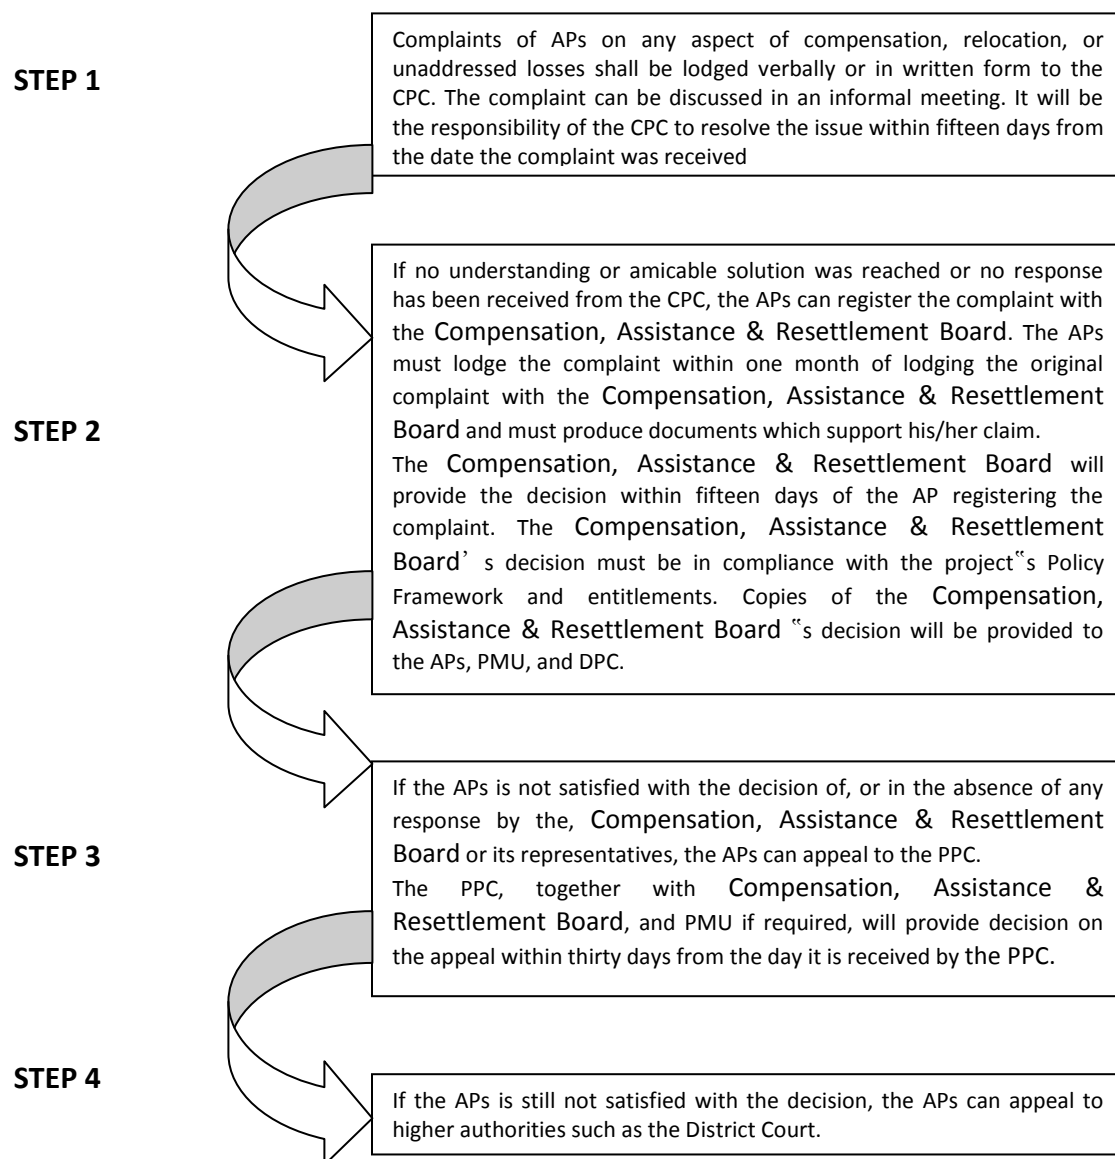 STEP 1
Complaints of APs on any aspect of compensation, relocation, or
unaddressed losses shall be lodged verbally or in written form to the
CPC. The complaint can be discussed in an informal meeting. It will be
the responsibility of the CPC to resolve the issue within fifteen days from
the date the complaint was received
STEP 2
If no understanding or amicable solution was reached or no response
has been received from the CPC, the APs can register the complaint with
the Compensation, Assistance & Resettlement Board. The APs
must lodge the complaint within one month of lodging the original
complaint with the Compensation, Assistance & Resettlement
Board and must produce documents which support his/her claim.
The Compensation, Assistance & Resettlement Board will
provide the decision within fifteen days of the AP registering the
complaint. The Compensation, Assistance & Resettlement
Board’ s decision must be in compliance with the project‟s Policy
Framework and entitlements. Copies of the Compensation,
Assistance & Resettlement Board ‟s decision will be provided to
the APs, PMU, and DPC.
STEP 3
If the APs is not satisfied with the decision of, or in the absence of any
response by the, Compensation, Assistance & Resettlement
Board or its representatives, the APs can appeal to the PPC.
The PPC, together with Compensation, Assistance &
Resettlement Board, and PMU if required, will provide decision on
the appeal within thirty days from the day it is received by the PPC.
STEP 4
If the APs is still not satisfied with the decision, the APs can appeal to
higher authorities such as the District Court.